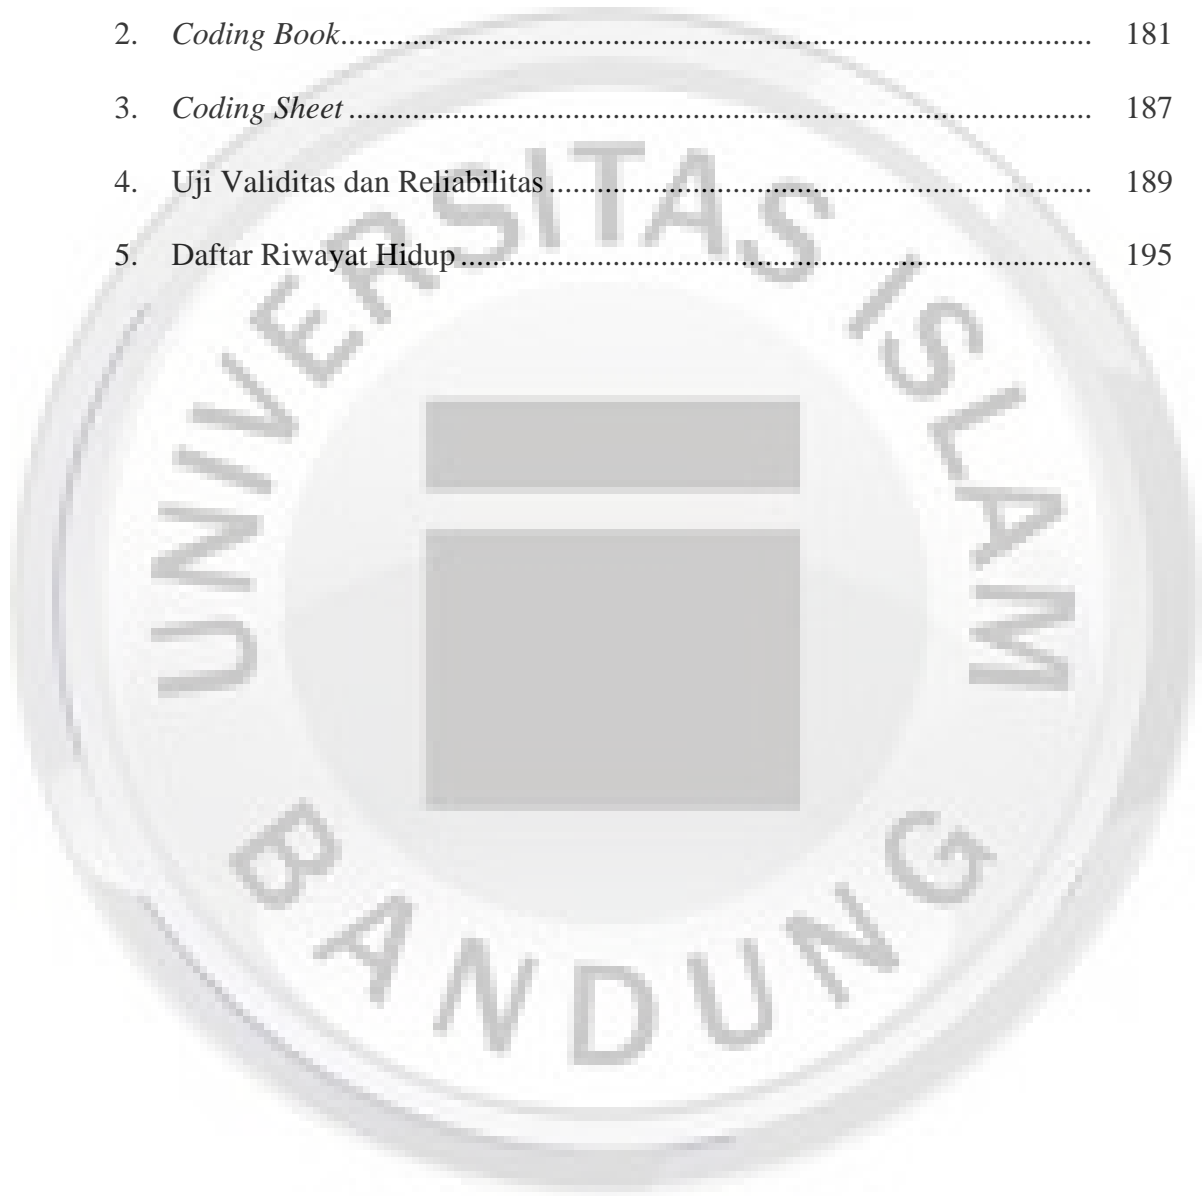 2. Coding Book.......................................................................................... 181
3. Coding Sheet ......................................................................................... 187
4. Uji Validitas dan Reliabilitas ................................................................. 189
5. Daftar Riwayat Hidup ............................................................................ 195
UNIVERSITAS ISLAM
BANDUNG